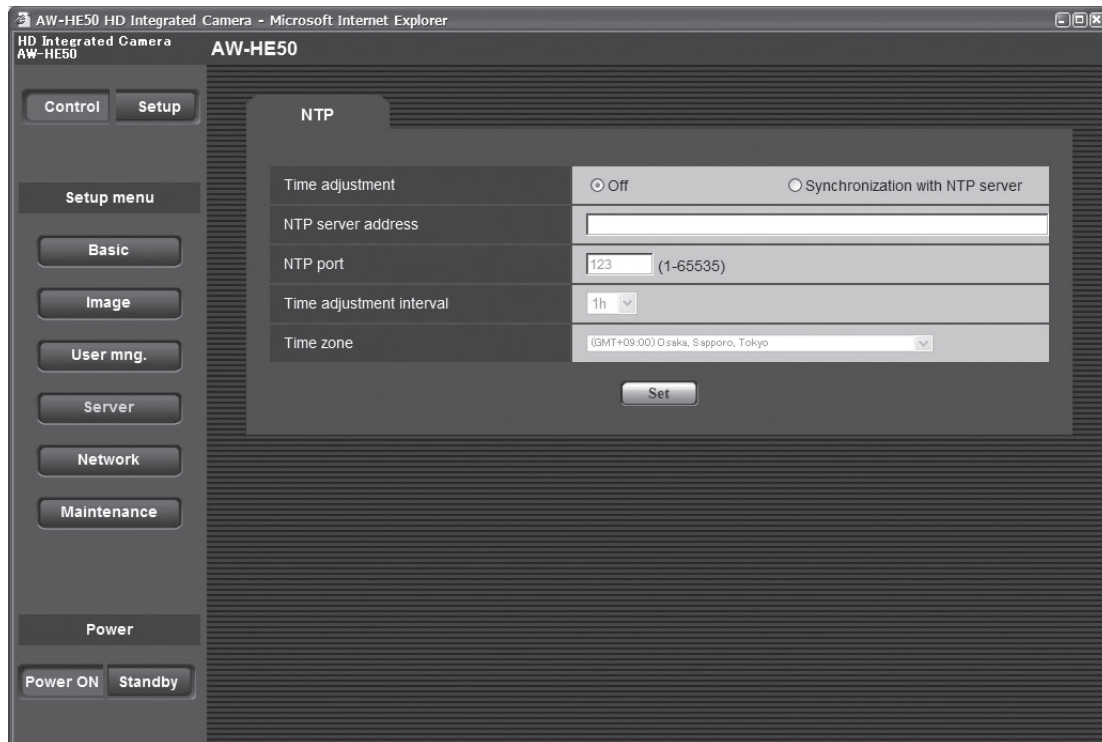 AW-HE50 HD Integrated Camera - Microsoft Internet Explorer
HD Integrated Camera
AW-HE50
AW-HE50
Control Setup
Setup menu
Basic
Image
User mng.
Server
Network
Maintenance
Power
Power ON Standby
NTP
Time adjustment Off Synchronization with NTP server
NTP server address
NTP port 123 (1-65535)
Time adjustment interval 1h
Time zone (GMT+09:00) Osaka, Sapporo, Tokyo
Set